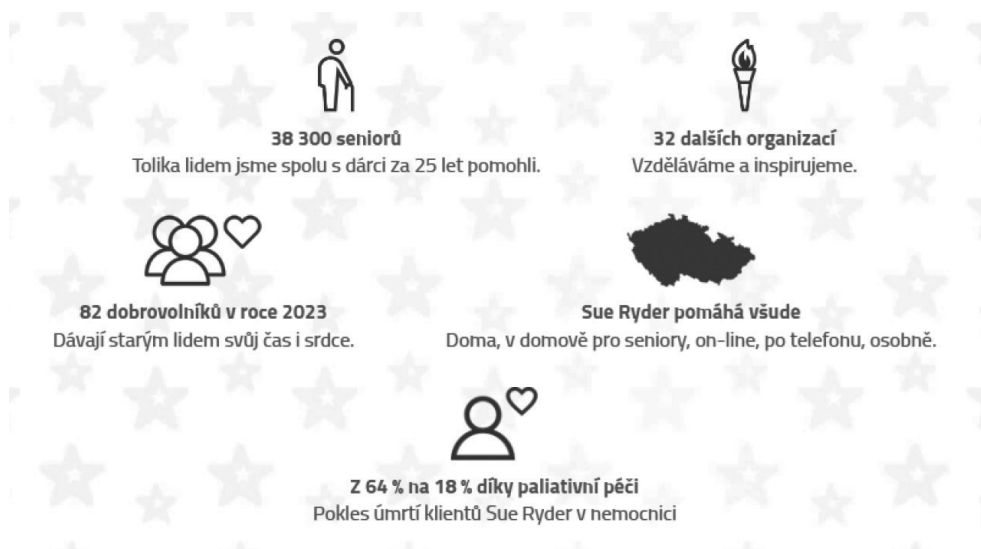 38 300 seniorů
Tolika lidem jsme spolu s dárci za 25 let pomohli.
32 dalších organizací
Vzděláváme a inspirujeme.
82 dobrovolníků v roce 2023
Dávají starým lidem svůj čas i srdce.
Sue Ryder pomáhá všude
Doma, v domově pro seniory, on-line, po telefonu, osobně.
Z 64 % na 18 % díky paliativní péči
Pokles úmrtí klientů Sue Ryder v nemocnici